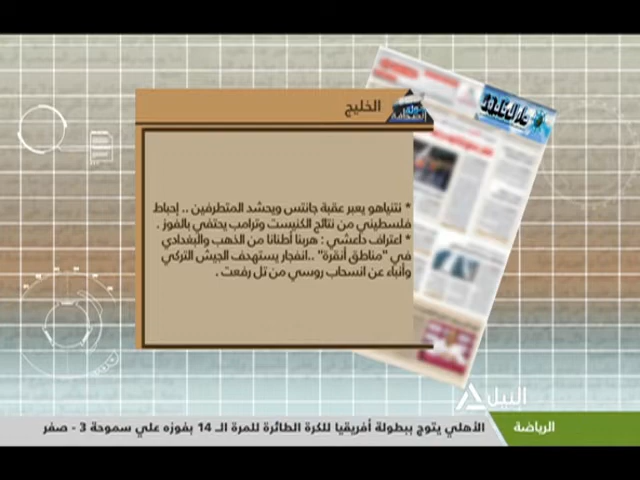 الخليج
* نتنياهو يعبر عقبة جانتس ويحشد المتطرفين .. إحباط
فلسطيني من نتائج الكنيست وترامب يحتفي بالفوز .
* اعتراف داعشي : هربنا أطنانا من الذهب والبغدادي
في "مناطق أنقرة" ..انفجار يستهدف الجيش التركي
وأنباء عن انسحاب روسي من تل رفعت .
النيل
الرياضة
الأهلي يتوج ببطولة أفريقيا للكرة الطائرة للمرة الـ 14 بفوزه علي سموحة 3 - صفر